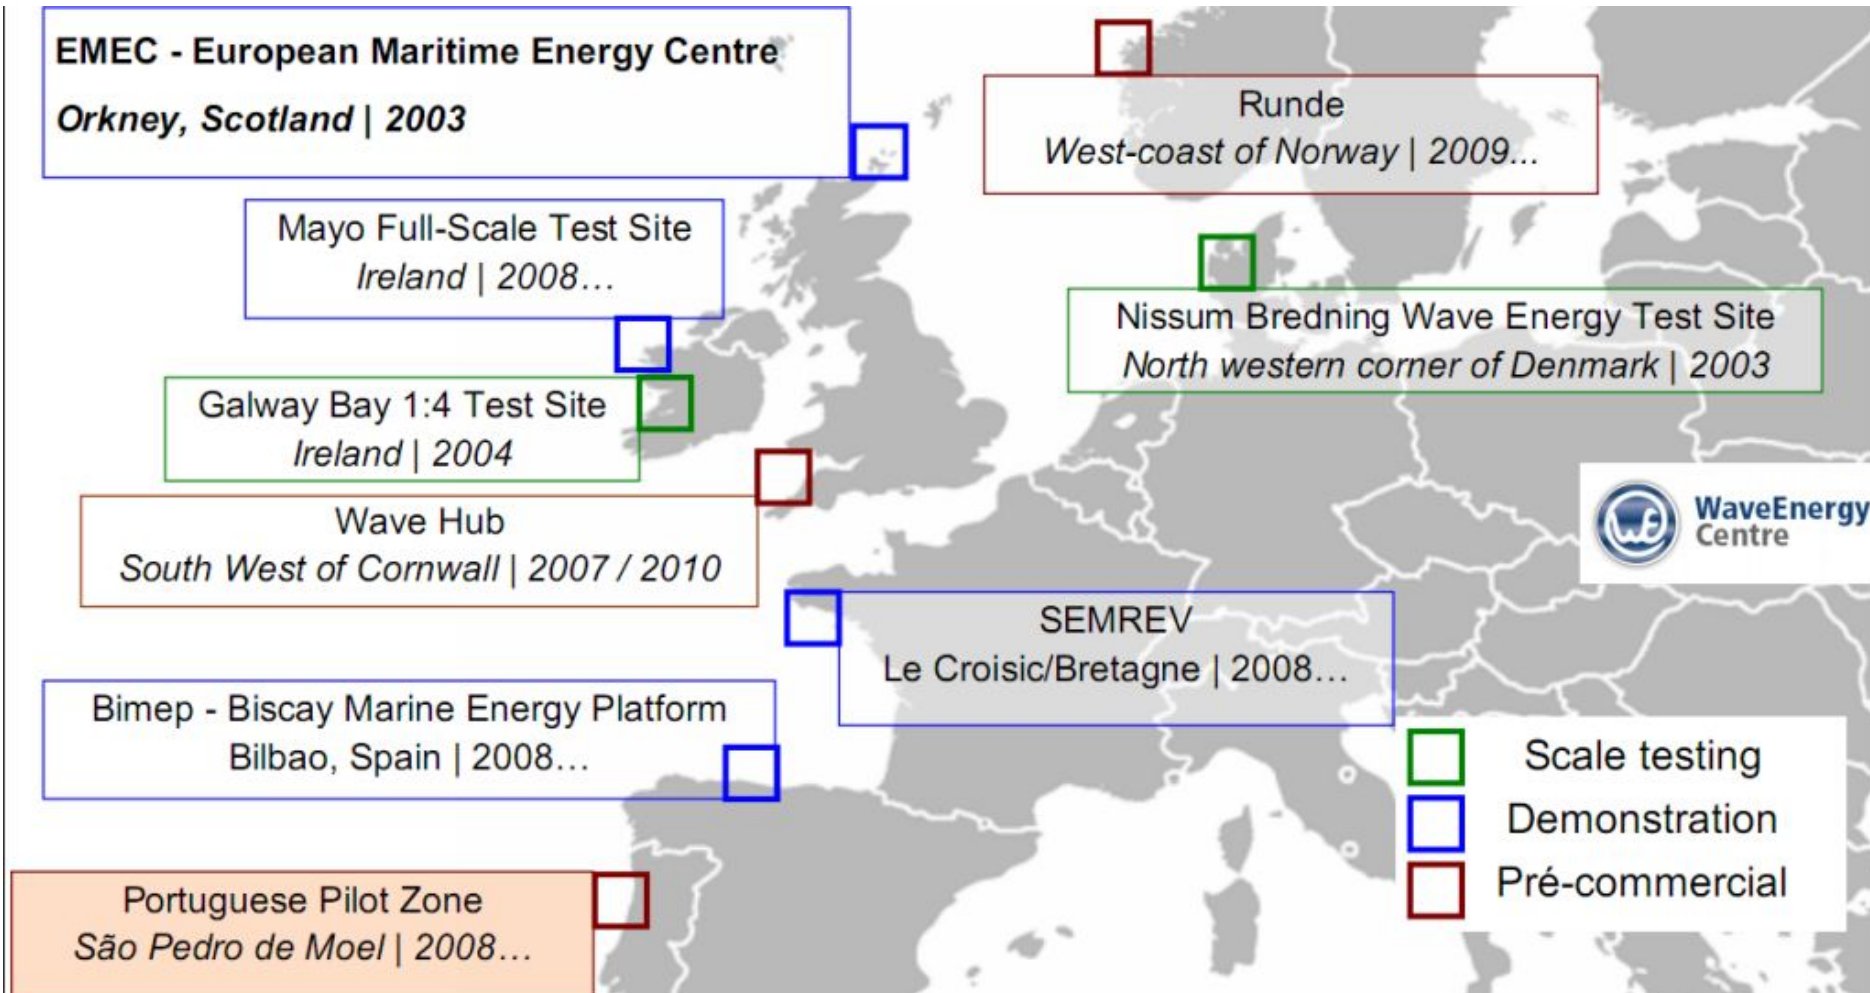 EMEC - European Maritime Energy Centre
Orkney, Scotland | 2003
Runde
West-coast of Norway | 2009...
Mayo Full-Scale Test Site
Ireland | 2008...
Nissum Bredning Wave Energy Test Site
North western corner of Denmark | 2003
Galway Bay 1:4 Test Site
Ireland | 2004
Wave Hub
South West of Cornwall | 2007 / 2010
WaveEnergy
Centre
SEMREV
Le Croisic/Bretagne | 2008...
Bimep - Biscay Marine Energy Platform
Bilbao, Spain | 2008...
Scale testing
Demonstration
Pré-commercial
Portuguese Pilot Zone
São Pedro de Moel | 2008...